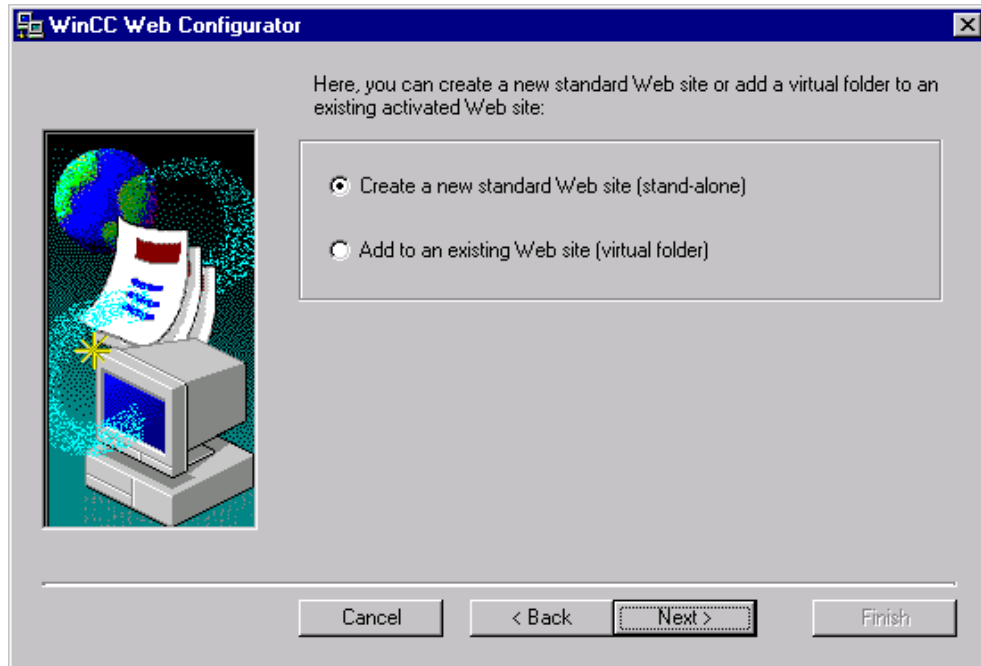 WinCC Web Configurator
Here, you can create a new standard Web site or add a virtual folder to an
existing activated Web site:
Create a new standard Web site (stand-alone)
Add to an existing Web site (virtual folder)
Cancel
< Back
Next >
Finish